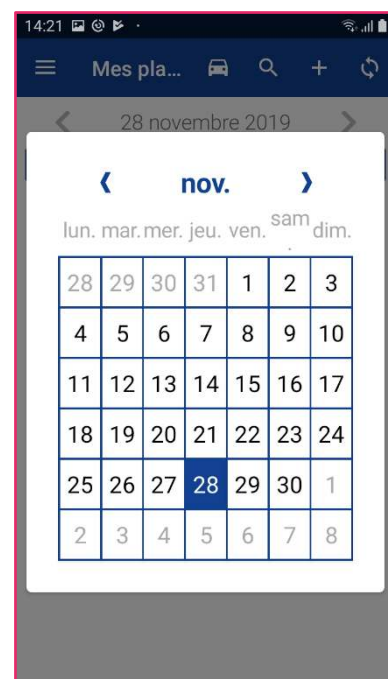 14:21
Mes pla...
28 novembre 2019
nov.
lun. mar. mer. jeu. ven. sam. dim.
28 29 30 31 1 2 3
4 5 6 7 8 9 10
11 12 13 14 15 16 17
18 19 20 21 22 23 24
25 26 27 28 29 30 1
2 3 4 5 6 7 8